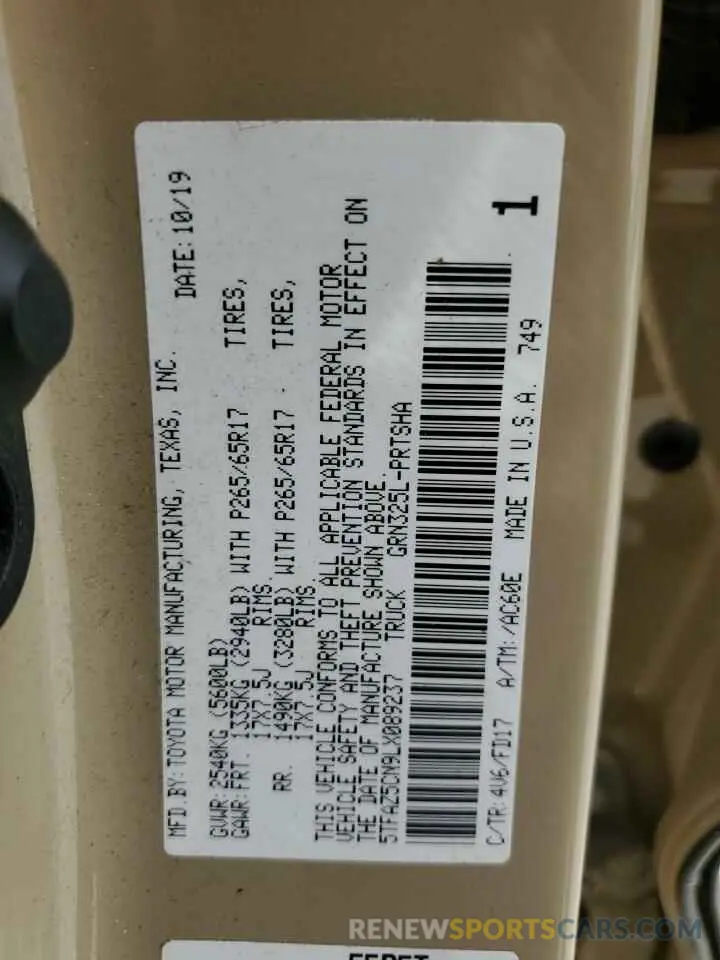 MFD.BY:TOYOTA MOTOR MANUFACTURING, TEXAS, INC.
DATE:10/19
GVWR:2540KG (5600LB)
GAWR:FRT. 1335KG (2940LB) WITH P265/65R17 TIRES,
17X7.5J RIMS.
RR. 1490KG (3280LB) WITH P265/65R17 TIRES,
17X7.5J RIMS.
THIS VEHICLE CONFORMS TO ALL APPLICABLE FEDERAL MOTOR
VEHICLE SAFETY AND THEFT PREVENTION STANDARDS IN EFFECT ON
THE DATE OF MANUFACTURE SHOWN ABOVE.
5TFAZ5CN9LX089237 TRUCK GRN325L-PRTSHA
1
C/TR:4V6/FD17 A/TM:/AC60E MADE IN U.S.A. 749
RENEWSPORTSCARS.COM